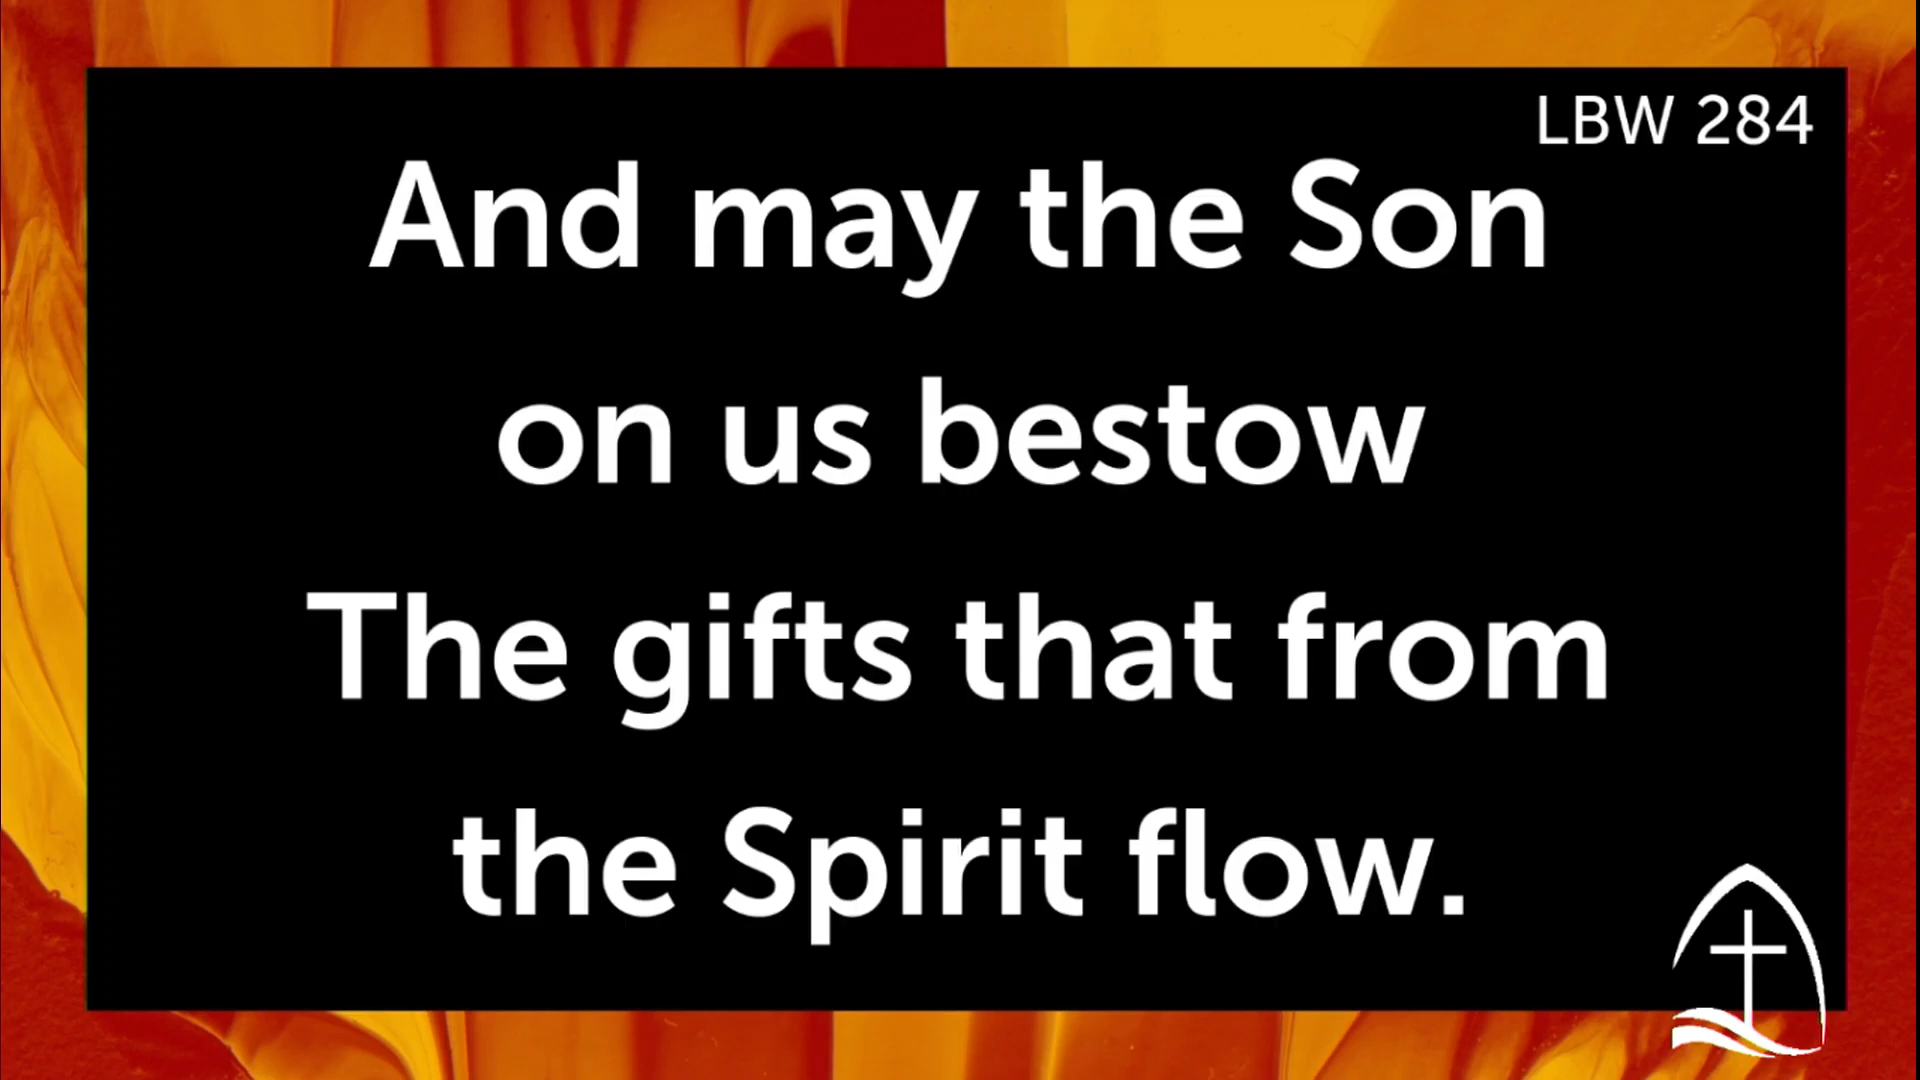 LBW 284
And may the Son
on us bestow
The gifts that from
the Spirit flow.